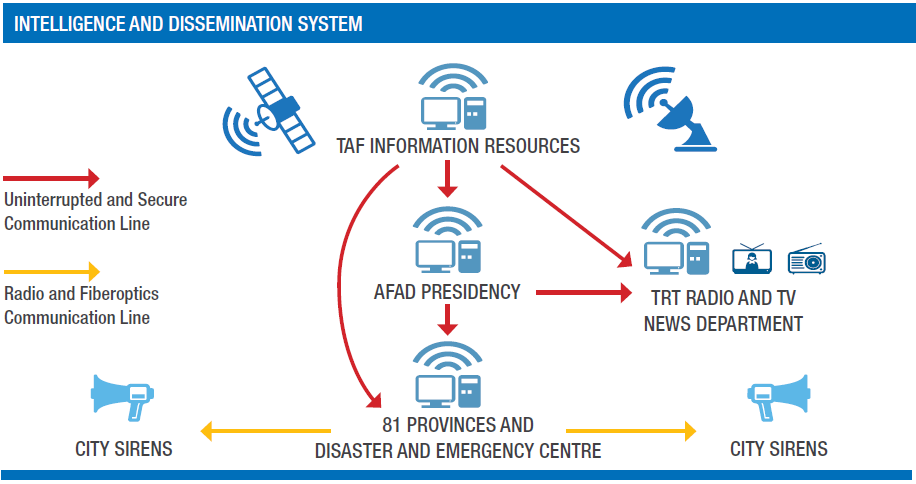 INTELLIGENCE AND DISSEMINATION SYSTEM
TAF INFORMATION RESOURCES
Uninterrupted and Secure
Communication Line
Radio and Fiberoptics
Communication Line
AFAD PRESIDENCY
TRT RADIO AND TV
NEWS DEPARTMENT
81 PROVINCES AND
DISASTER AND EMERGENCY CENTRE
CITY SIRENS
CITY SIRENS